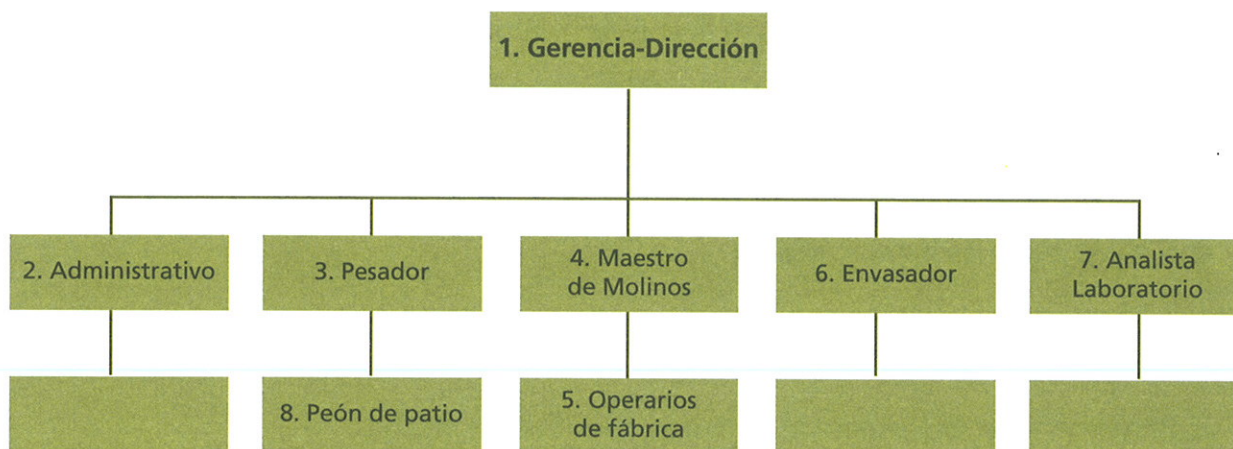 1. Gerencia-Dirección
2. Administrativo
3. Pesador
4. Maestro
de Molinos
6. Envasador
7. Analista
Laboratorio
8. Peón de patio
5. Operarios
de fábrica